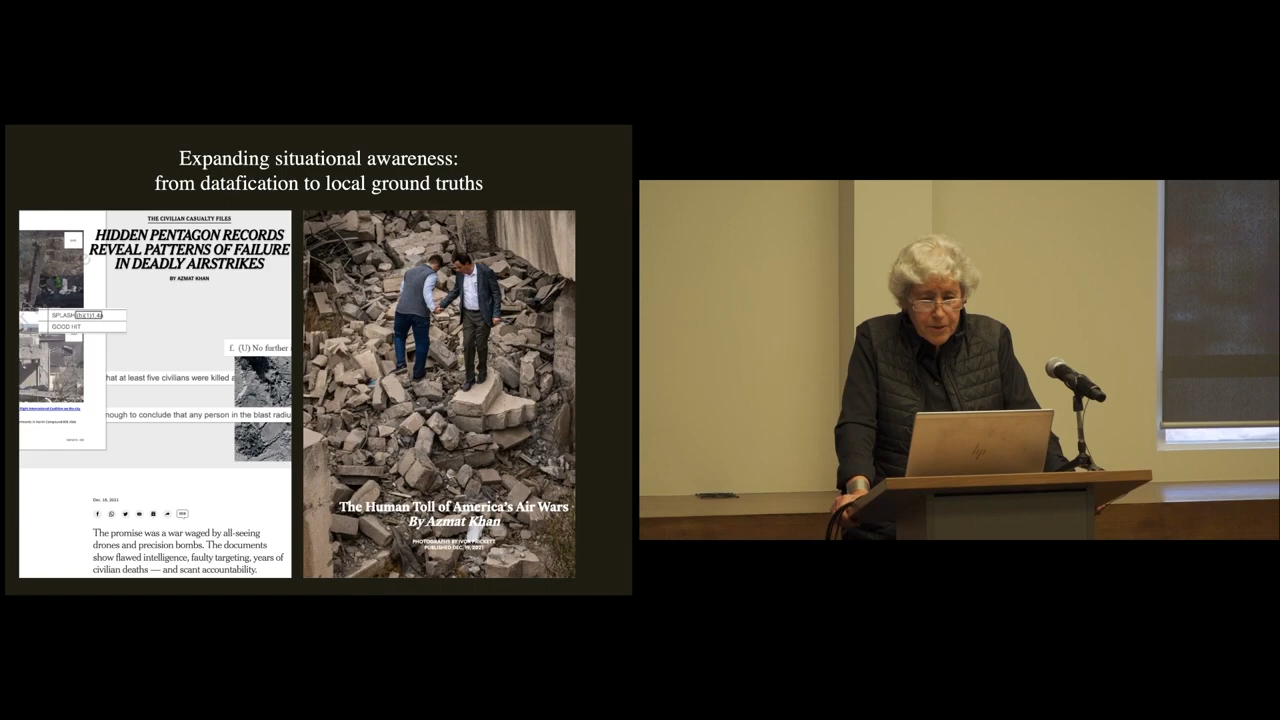 Expanding situational awareness:
from datafication to local ground truths
THE CIVILIAN CASUALTY FILES
HIDDEN PENTAGON RECORDS
REVEAL PATTERNS OF FAILURE
IN DEADLY AIRSTRIKES
BY AZMAT KHAN
SPLASH
GOOD HIT
f. (U) No further
hat at least five civilians were killed
nough to conclude that any person in the blast radiu
Dec. 18, 2021
The promise was a war waged by all-seeing
drones and precision bombs. The documents
show flawed intelligence, faulty targeting, years of
civilian deaths — and scant accountability.
The Human Toll of America's Air Wars
By Azmat Khan
PHOTOGRAPHS BY IVOR PRICKETT
PUBLISHED DEC. 19, 2021
hp